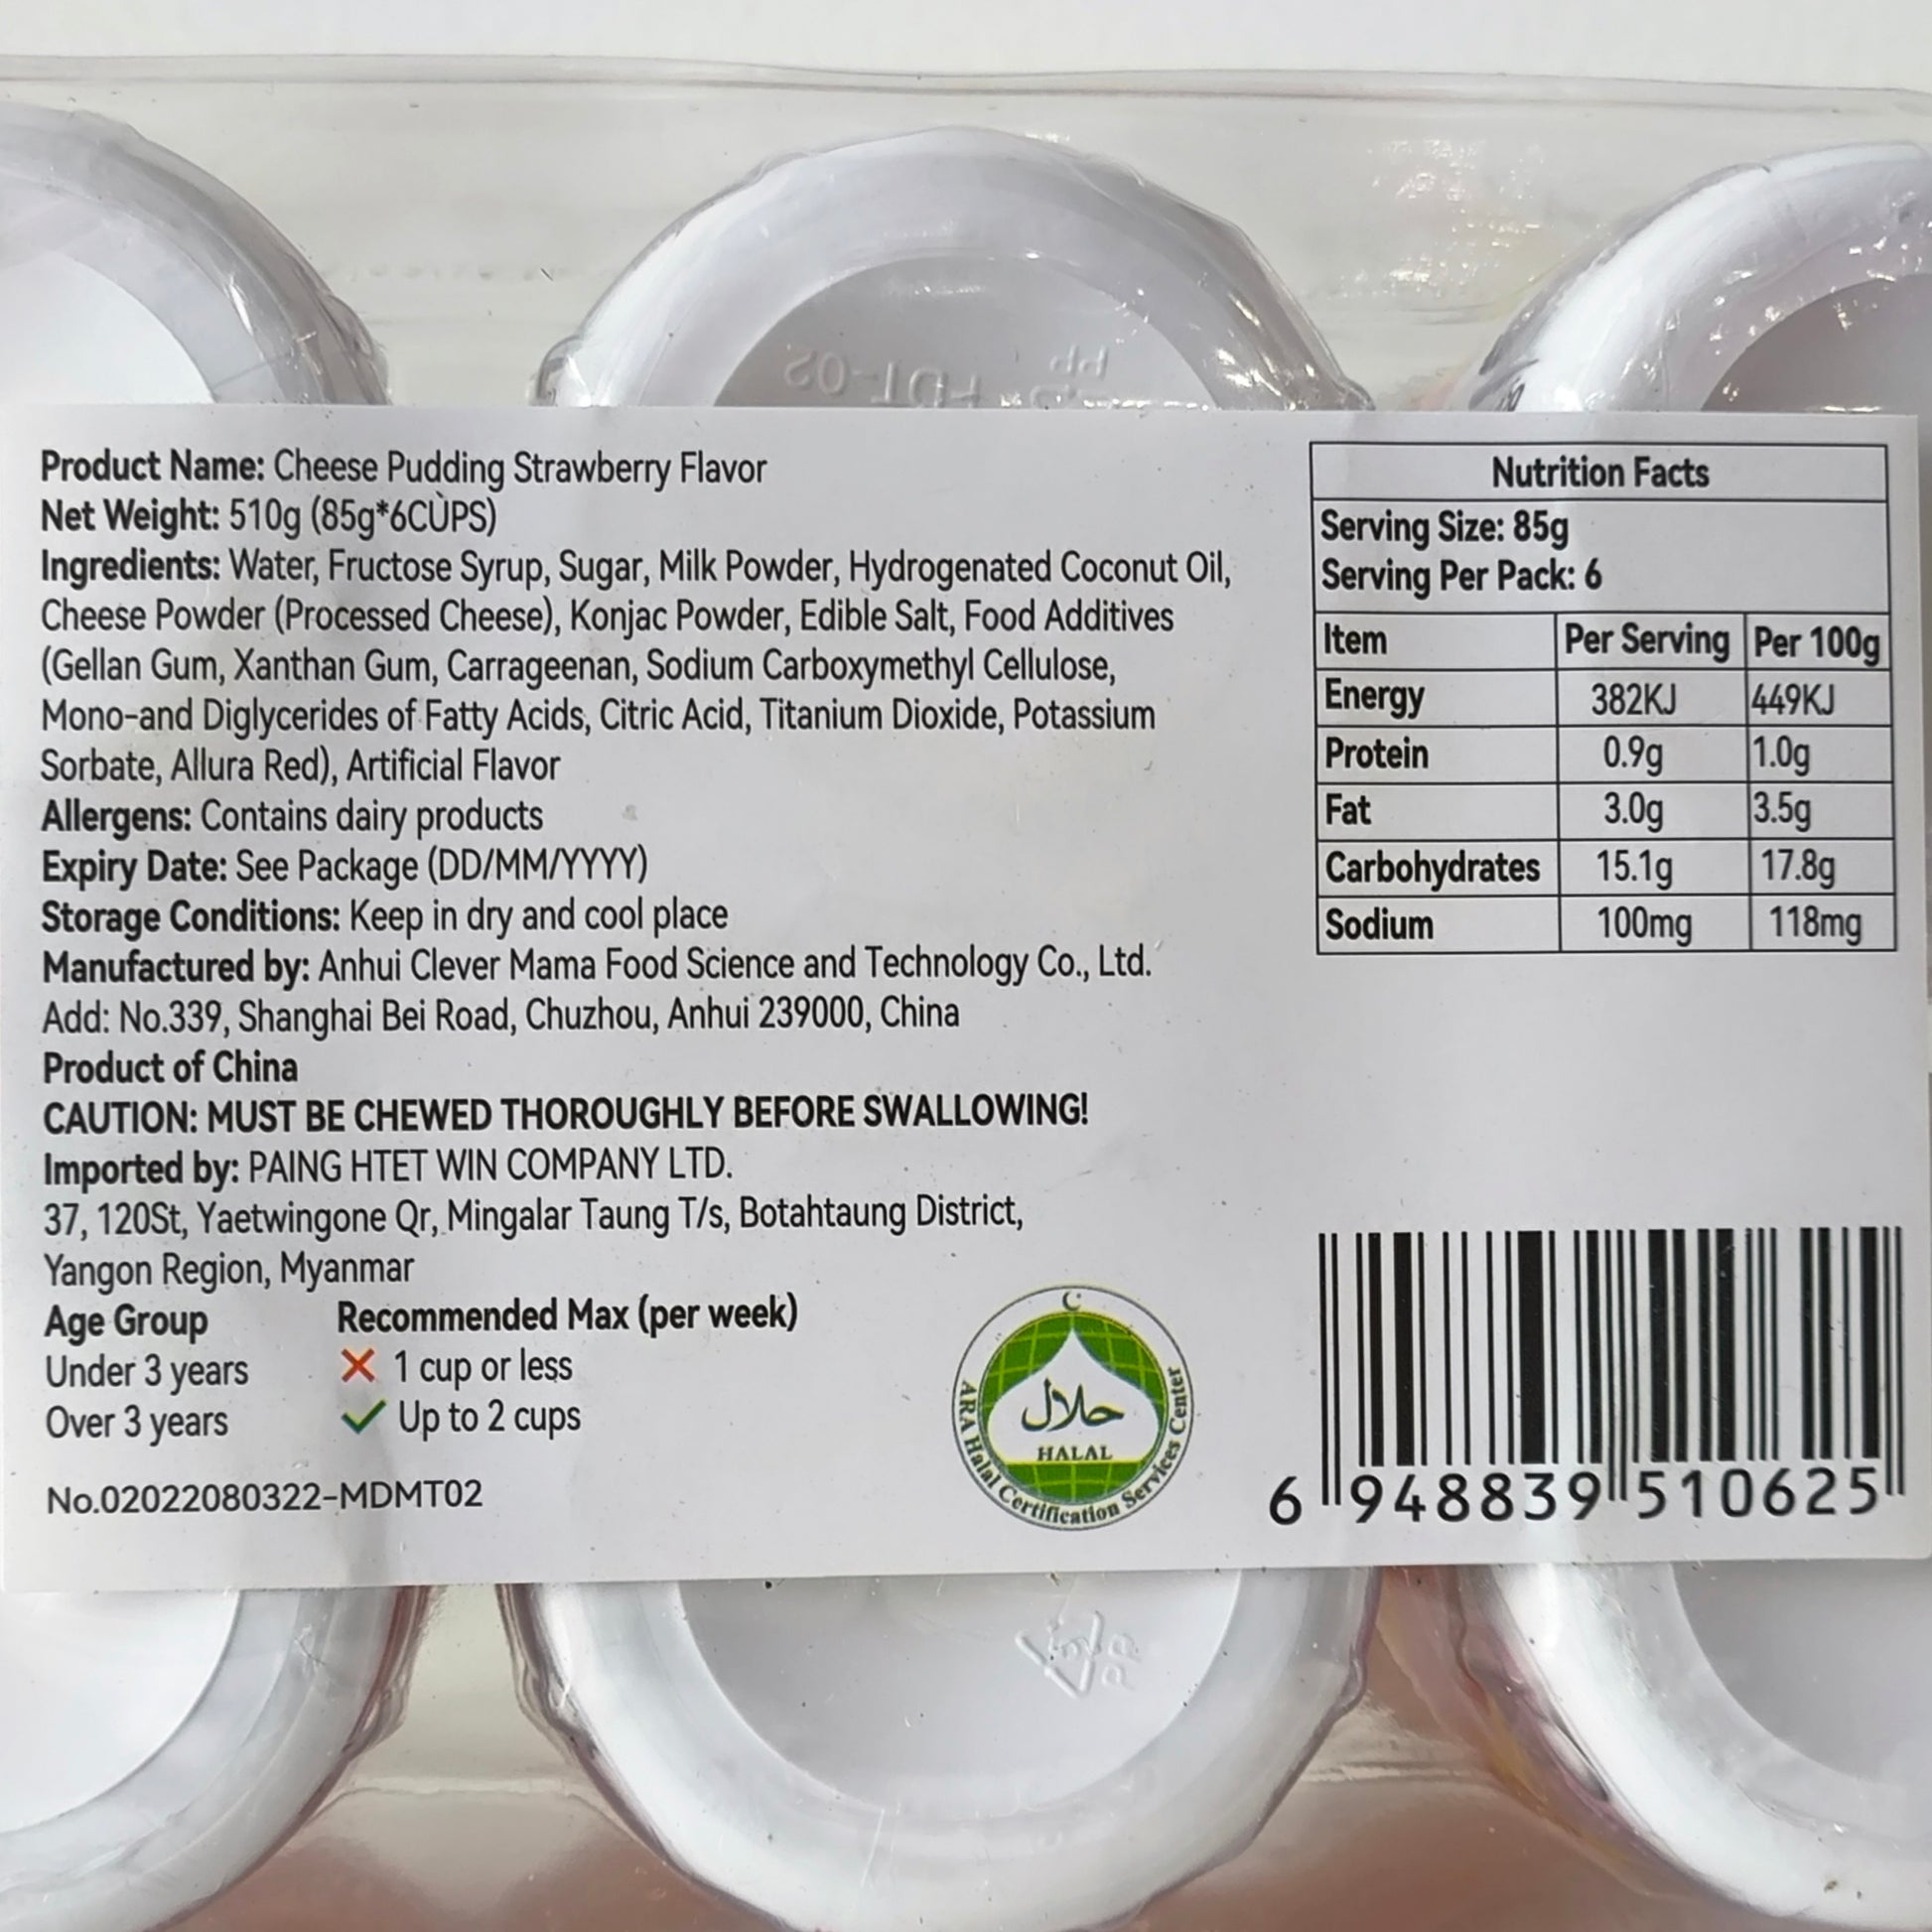 02-LDH
PP
Product Name: Cheese Pudding Strawberry Flavor
Net Weight: 510g (85g*6CÙPS)
Ingredients: Water, Fructose Syrup, Sugar, Milk Powder, Hydrogenated Coconut Oil,
Cheese Powder (Processed Cheese), Konjac Powder, Edible Salt, Food Additives
(Gellan Gum, Xanthan Gum, Carrageenan, Sodium Carboxymethyl Cellulose,
Mono-and Diglycerides of Fatty Acids, Citric Acid, Titanium Dioxide, Potassium
Sorbate, Allura Red), Artificial Flavor
Allergens: Contains dairy products
Expiry Date: See Package (DD/MM/YYYY)
Storage Conditions: Keep in dry and cool place
Manufactured by: Anhui Clever Mama Food Science and Technology Co., Ltd.
Add: No.339, Shanghai Bei Road, Chuzhou, Anhui 239000, China
Product of China
CAUTION: MUST BE CHEWED THOROUGHLY BEFORE SWALLOWING!
Imported by: PAING HTET WIN COMPANY LTD.
37, 120St, Yaetwingone Qr, Mingalar Taung T/s, Botahtaung District,
Yangon Region, Myanmar
Age Group Recommended Max (per week)
Under 3 years ✕ 1 cup or less
Over 3 years ✓ Up to 2 cups
No.02022080322-MDMT02
Nutrition Facts
Serving Size: 85g
Serving Per Pack: 6
Item Per Serving Per 100g
Energy 382KJ 449KJ
Protein 0.9g 1.0g
Fat 3.0g 3.5g
Carbohydrates 15.1g 17.8g
Sodium 100mg 118mg
حلال
HALAL
ARA Halal Certification Services Center
6 948839 510625
PP